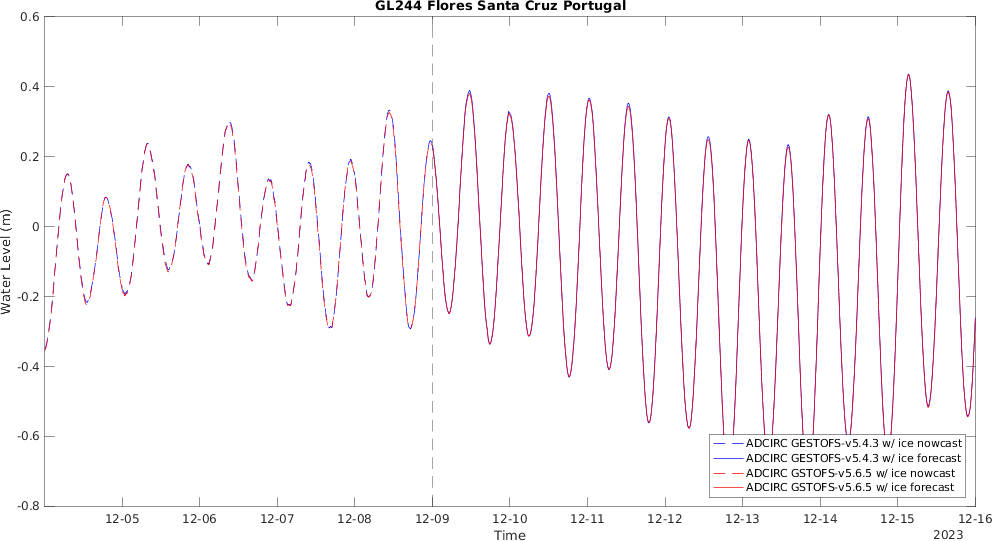 GL244 Flores Santa Cruz Portugal
0.6
0.4
0.2
0
-0.2
-0.4
-0.6
-0.8
Water Level (m)
ADCIRC GESTOFS-v5.4.3 w/ ice nowcast
ADCIRC GESTOFS-v5.4.3 w/ ice forecast
ADCIRC GSTOFS-v5.6.5 w/ ice nowcast
ADCIRC GSTOFS-v5.6.5 w/ ice forecast
12-05 12-06 12-07 12-08 12-09 12-10 12-11 12-12 12-13 12-14 12-15 12-16
Time
2023